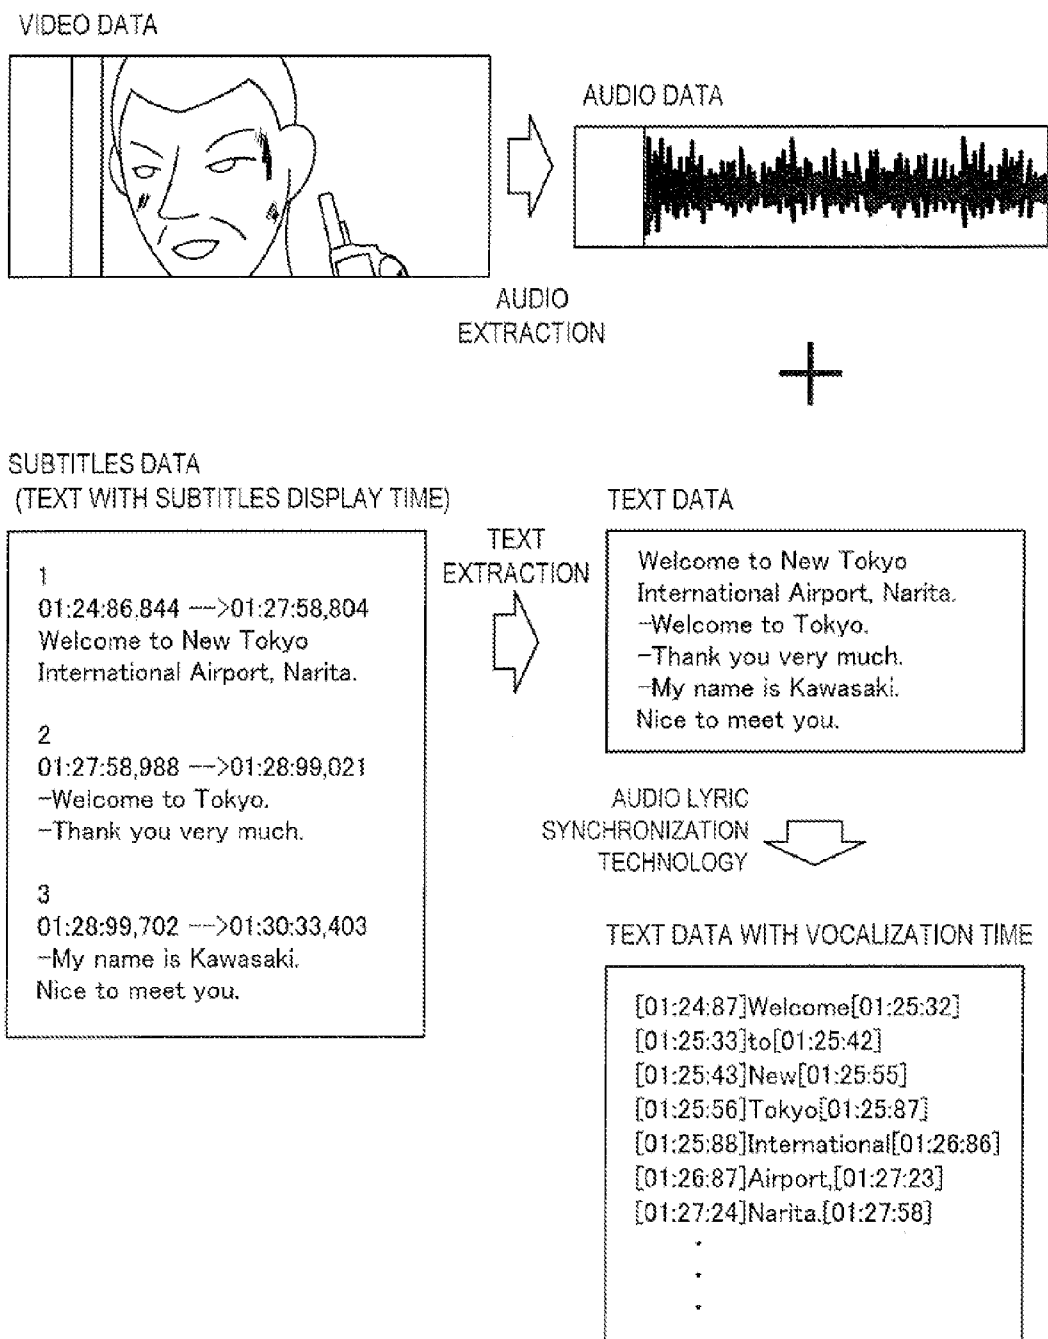 VIDEO DATA
AUDIO DATA
AUDIO
EXTRACTION
+
SUBTITLES DATA
(TEXT WITH SUBTITLES DISPLAY TIME)
1
01:24:86,844 -->01:27:58,804
Welcome to New Tokyo
International Airport, Narita.
2
01:27:58,988 -->01:28:99,021
-Welcome to Tokyo.
-Thank you very much.
3
01:28:99,702 -->01:30:33,403
-My name is Kawasaki.
Nice to meet you.
TEXT
EXTRACTION
TEXT DATA
Welcome to New Tokyo
International Airport, Narita.
-Welcome to Tokyo.
-Thank you very much.
-My name is Kawasaki.
Nice to meet you.
AUDIO LYRIC
SYNCHRONIZATION
TECHNOLOGY
TEXT DATA WITH VOCALIZATION TIME
[01:24:87]Welcome[01:25:32]
[01:25:33]to[01:25:42]
[01:25:43]New[01:25:55]
[01:25:56]Tokyo[01:25:87]
[01:25:88]International[01:26:86]
[01:26:87]Airport,[01:27:23]
[01:27:24]Narita.[01:27:58]
.
.
.